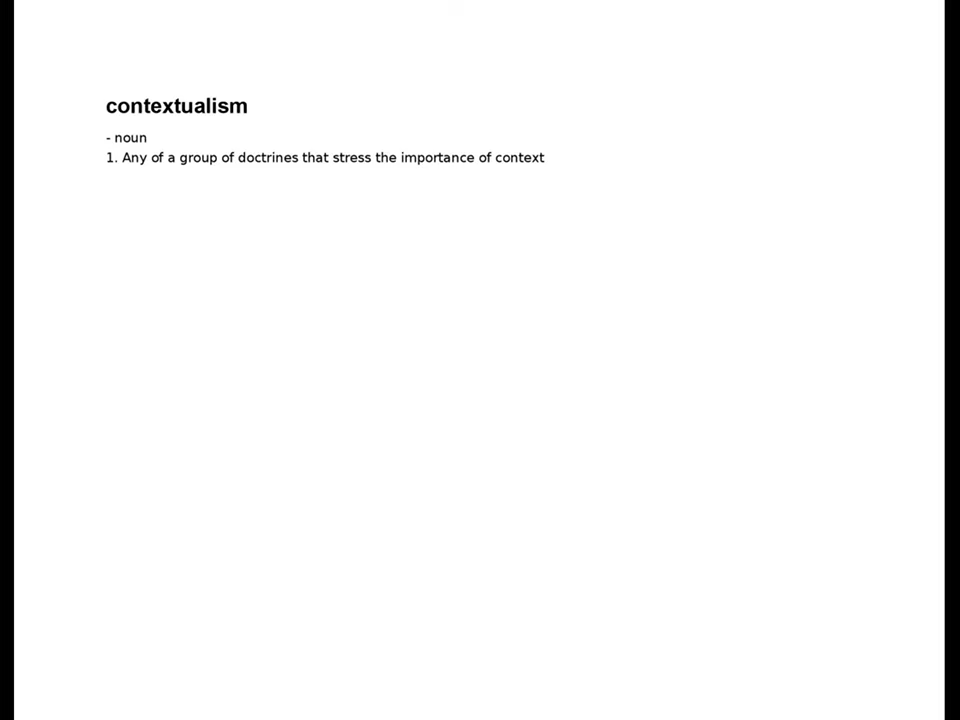 contextualism
- noun
1. Any of a group of doctrines that stress the importance of context